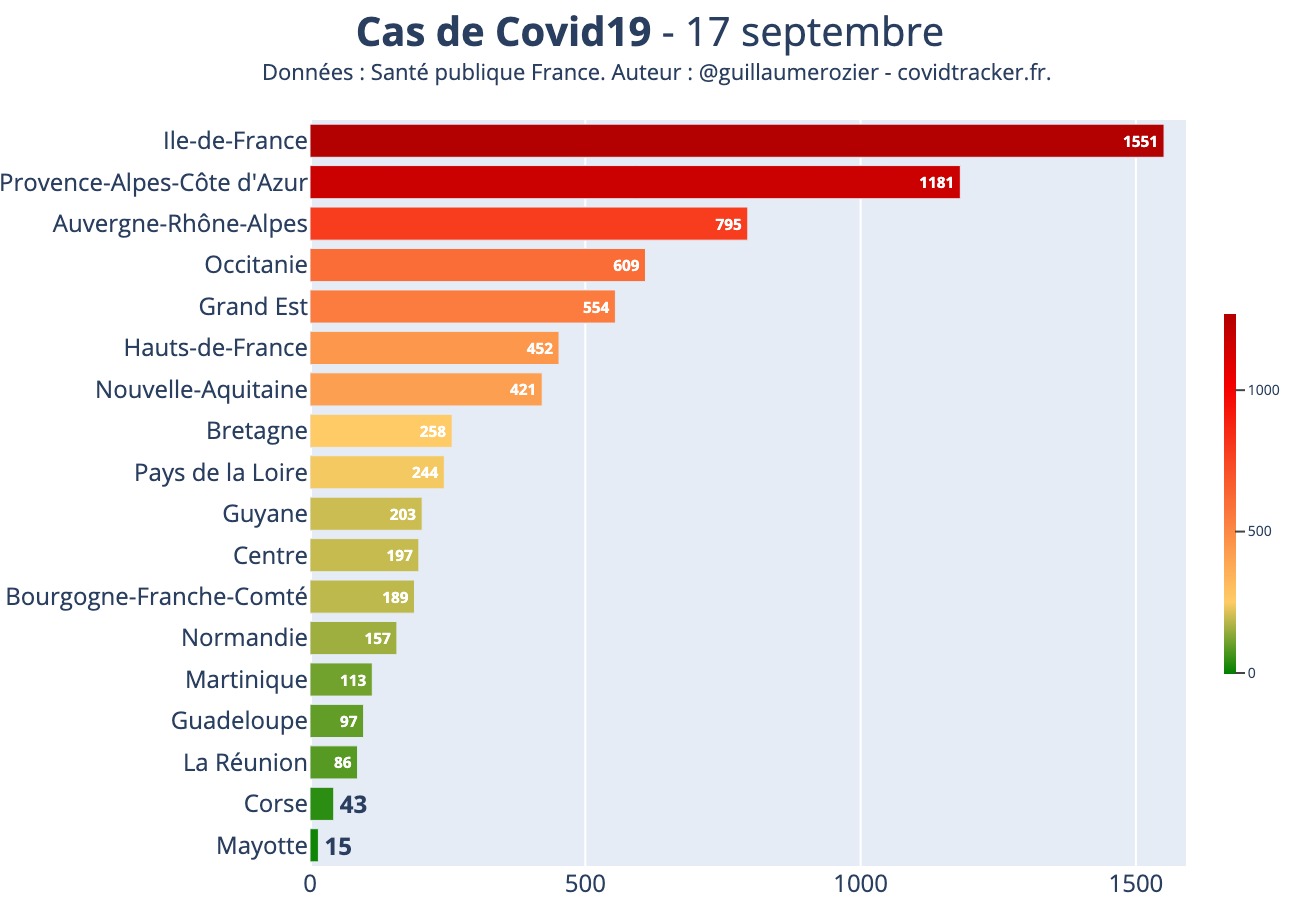 Cas de Covid19 - 17 septembre
Données : Santé publique France. Auteur : @guillaumerozier - covidtracker.fr.
Ile-de-France 1551
Provence-Alpes-Côte d'Azur 1181
Auvergne-Rhône-Alpes 795
Occitanie 609
Grand Est 554
Hauts-de-France 452
Nouvelle-Aquitaine 421
Bretagne 258
Pays de la Loire 244
Guyane 203
Centre 197
Bourgogne-Franche-Comté 189
Normandie 157
Martinique 113
Guadeloupe 97
La Réunion 86
Corse 43
Mayotte 15
0 500 1000 1500
1000
500
0